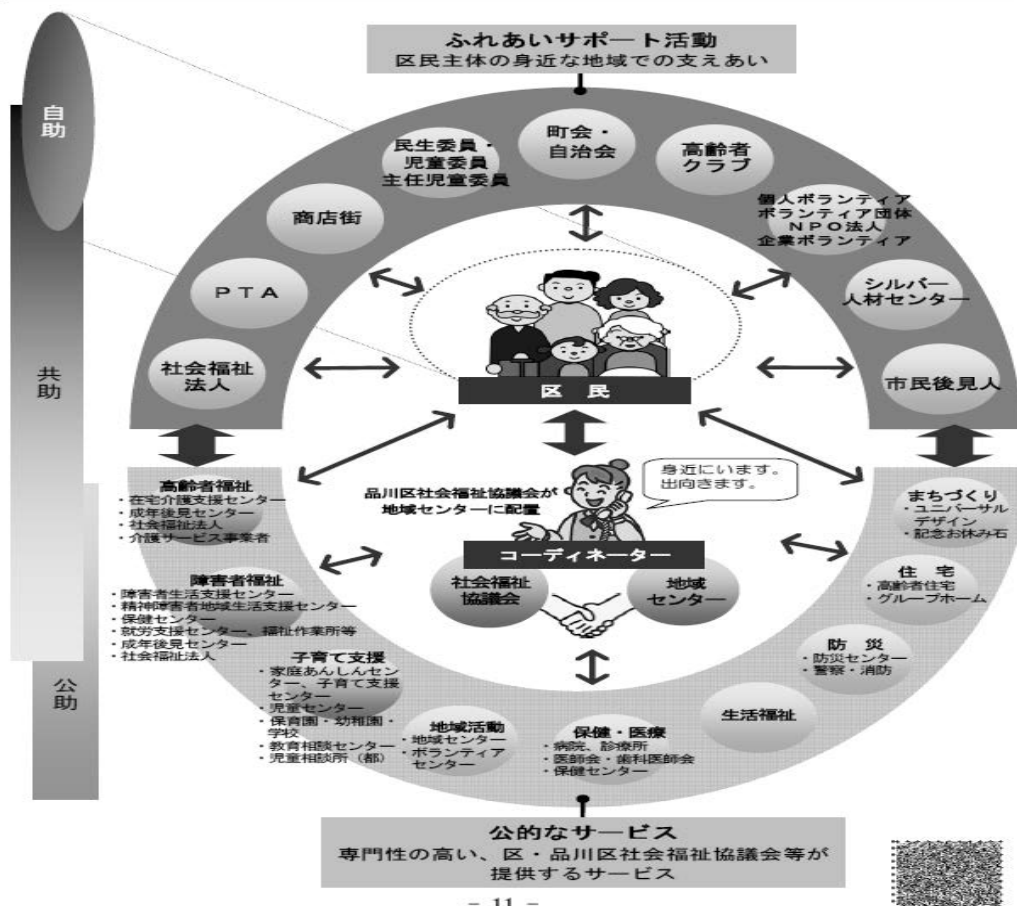 ふれあいサポート活動
区民主体の身近な地域での支えあい
自助
共助
公助
町会・
自治会
民生委員・
児童委員
主任児童委員
高齢者
クラブ
商店街
個人ボランティア
ボランティア団体
NPO法人
企業ボランティア
PTA
シルバー
人材センター
社会福祉
法人
市民後見人
区民
高齢者福祉
・在宅介護支援センター
・成年後見センター
・社会福祉法人
・介護サービス事業者
品川区社会福祉協議会が
地域センターに配置
身近にいます。
出向きます。
まちづくり
・ユニバーサル
デザイン
・記念お休み石
コーディネーター
社会福祉
協議会
地域
センター
障害者福祉
・障害者生活支援センター
・精神障害者地域生活支援センター
・保健センター
・就労支援センター、福祉作業所等
・成年後見センター
・社会福祉法人
住宅
・高齢者住宅
・グループホーム
子育て支援
・家庭あんしんセン
ター、子育て支援
センター
・児童センター
・保育園・幼稚園・
学校
・教育相談センター
・児童相談所（都）
防災
・防災センター
・警察・消防
地域活動
・地域センター
・ボランティア
センター
保健・医療
・病院、診療所
・医師会・歯科医師会
・保健センター
生活福祉
公的なサービス
専門性の高い、区・品川区社会福祉協議会等が
提供するサービス
- 11 -